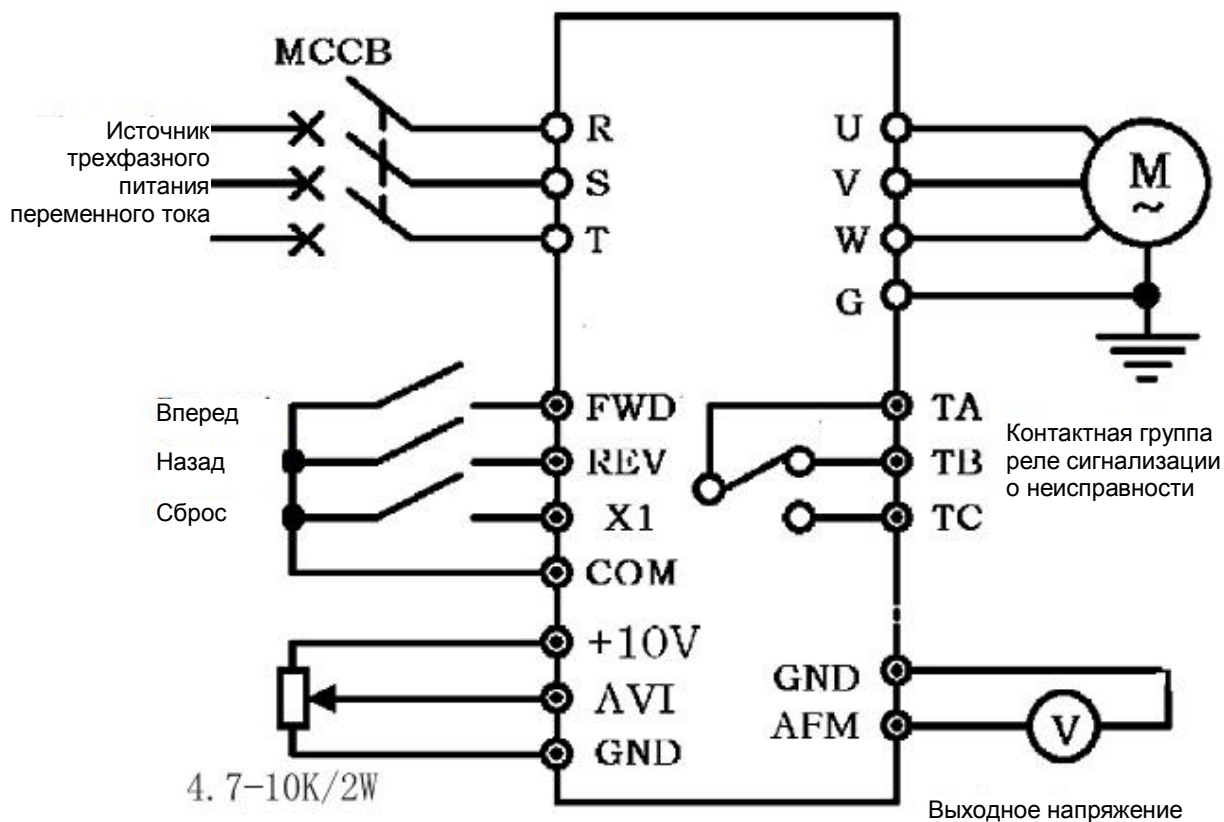 MCCB
Источник
трехфазного
питания
переменного тока
R
S
T
U
V
W
G
M
~
Вперед
Назад
Сброс
FWD
REV
X1
COM
TA
TB
TC
Контактная группа
реле сигнализации
о неисправности
+10V
AVI
GND
4.7-10K/2W
GND
AFM
V
Выходное напряжение